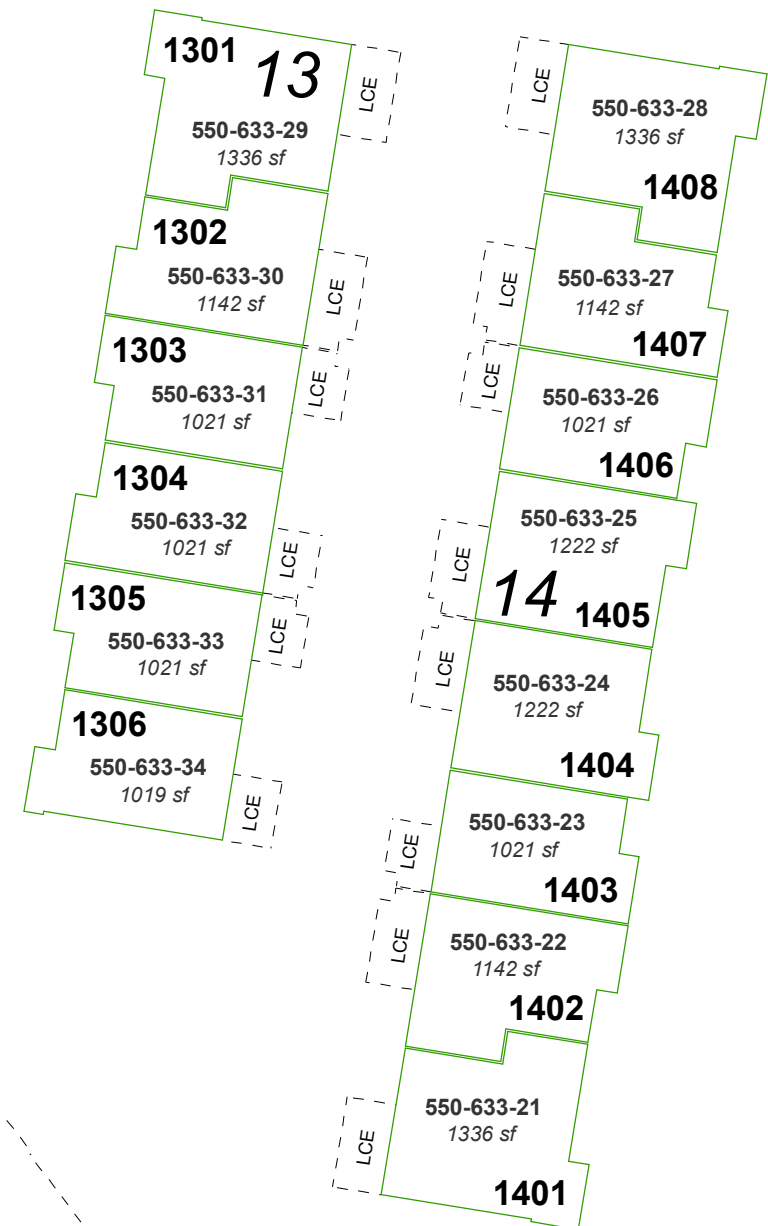 1301
13
LCE
550-633-29
1336 sf
1302
550-633-30
1142 sf
LCE
1303
550-633-31
1021 sf
LCE
1304
550-633-32
1021 sf
LCE
1305
550-633-33
1021 sf
LCE
1306
550-633-34
1019 sf
LCE
LCE
550-633-28
1336 sf
1408
LCE
550-633-27
1142 sf
1407
LCE
550-633-26
1021 sf
1406
550-633-25
1222 sf
LCE
14
1405
LCE
550-633-24
1222 sf
1404
550-633-23
1021 sf
LCE
1403
550-633-22
1142 sf
LCE
1402
550-633-21
1336 sf
LCE
1401